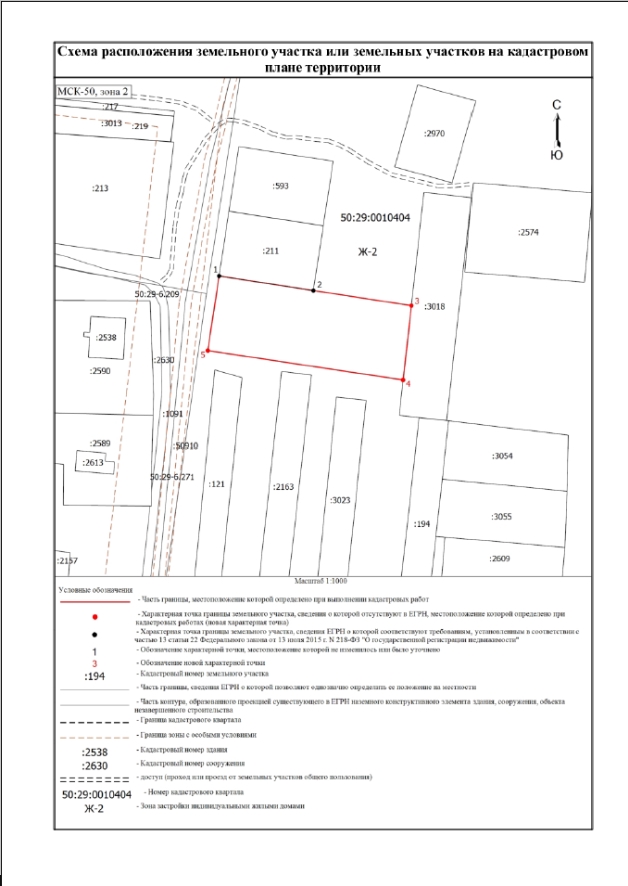 Схема расположения земельного участка или земельных участков на кадастровом
плане территории
МСК-50, зона 2
:217
:3013
:219
С
Ю
:2970
:213
:593
50:29:0010404
:2574
:211
Ж-2
1
2
50:29-6.209
3
:3018
:2538
5
:2630
4
:2590
:1091
:2589
:50910
:2613
:3054
50:29-6.271
:121
:2163
:3023
:3055
:194
:2157
:2609
Масштаб 1:1000
Условные обозначения
- Часть границы, местоположение которой определено при выполнении кадастровых работ
- Характерная точка границы земельного участка, сведения о которой отсутствуют в ЕГРН, местоположение которой определено при
кадастровых работах (новая характерная точка)
- Характерная точка границы земельного участка, сведения ЕГРН о которой соответствуют требованиям, установленным в соответствии с
частью 13 статьи 22 Федерального закона от 13 июля 2015 г. N 218-ФЗ "О государственной регистрации недвижимости"
1 - Обозначение характерной точки, местоположение которой не изменилось или было уточнено
3 - Обозначение новой характерной точки
:194 - Кадастровый номер земельного участка
- Часть границы, сведения ЕГРН о которой позволяют однозначно определить ее положение на местности
- Часть контура, образованного проекцией существующего в ЕГРН наземного конструктивного элемента здания, сооружения, объекта
незавершенного строительства
- Граница кадастрового квартала
- Граница зоны с особыми условиями
:2538 - Кадастровый номер здания
:2630 - Кадастровый номер сооружения
- доступ (проход или проезд от земельных участков общего пользования)
50:29:0010404 - Номер кадастрового квартала
Ж-2 - Зона застройки индивидуальными жилыми домами